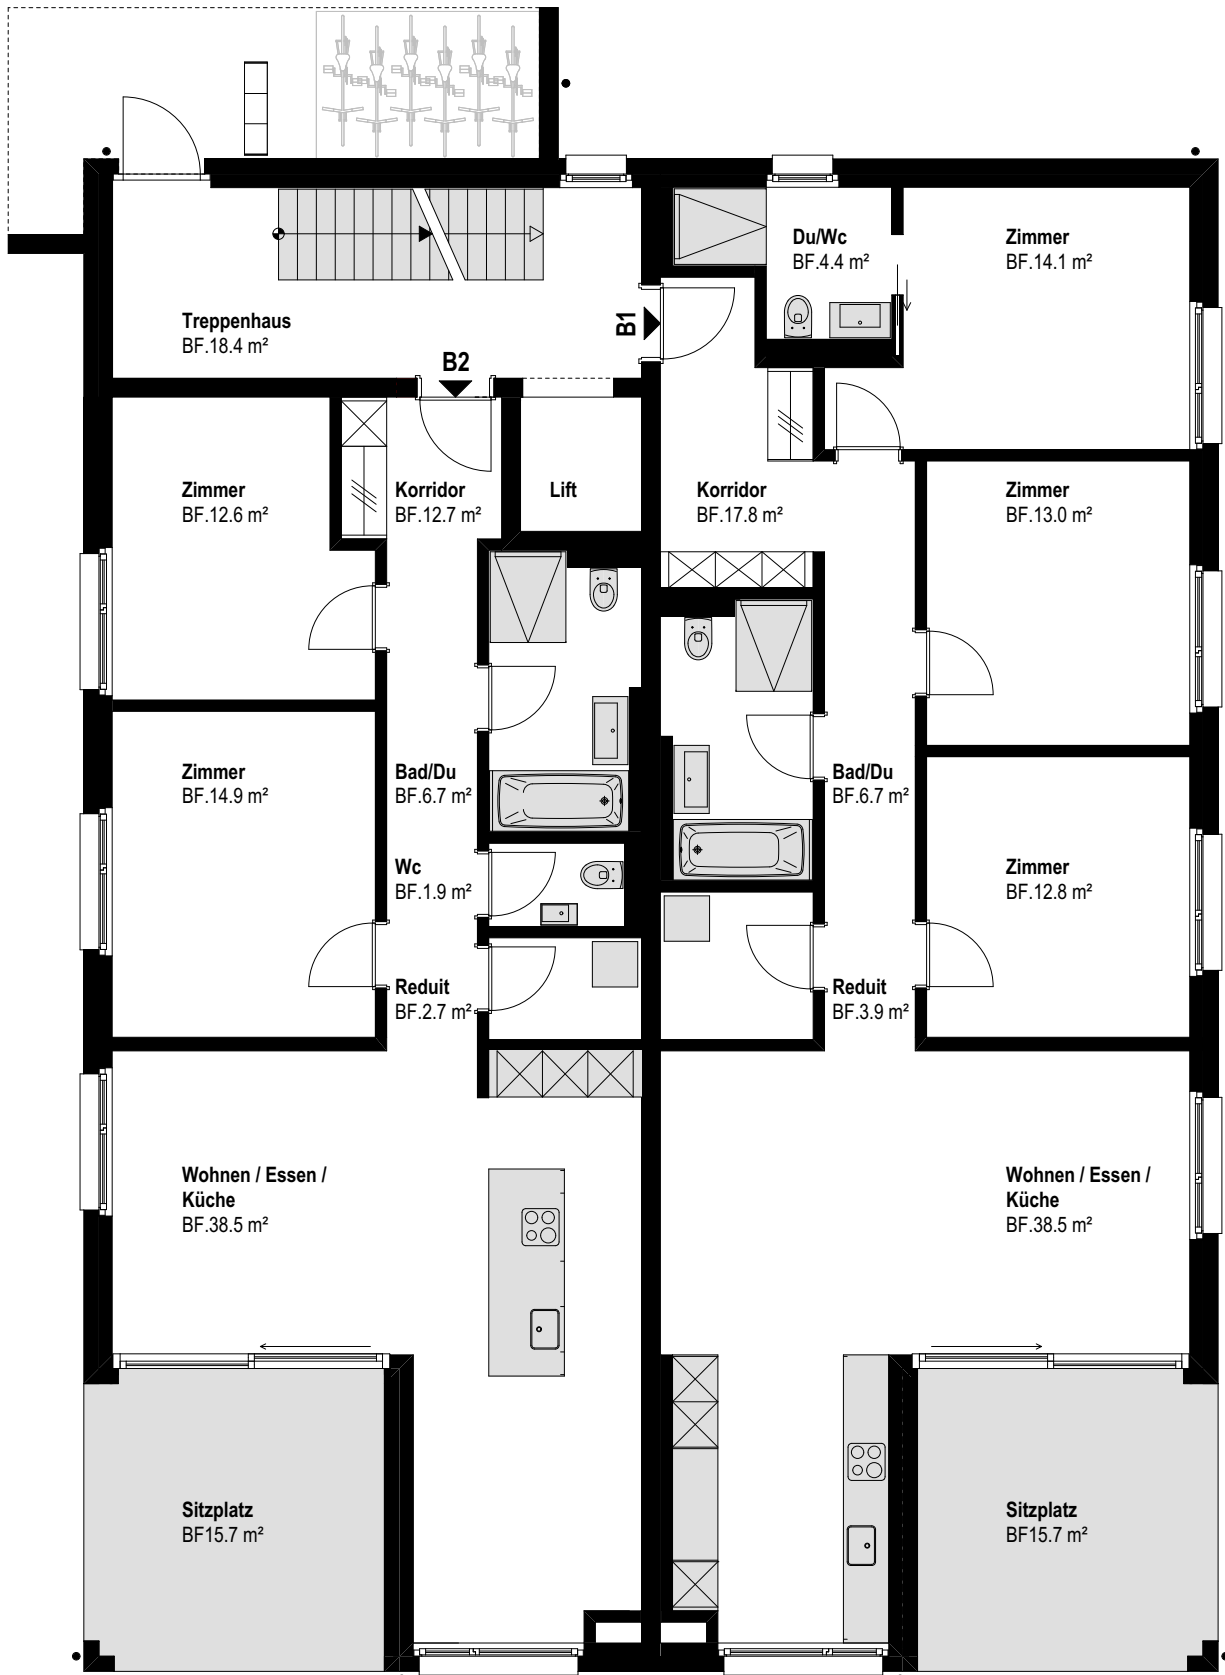 Du/Wc
BF.4.4 m²
Zimmer
BF.14.1 m²
Treppenhaus
BF.18.4 m²
B1
B2
Zimmer
BF.12.6 m²
Korridor
BF.12.7 m²
Lift
Korridor
BF.17.8 m²
Zimmer
BF.13.0 m²
Zimmer
BF.14.9 m²
Bad/Du
BF.6.7 m²
Bad/Du
BF.6.7 m²
Wc
BF.1.9 m²
Zimmer
BF.12.8 m²
Reduit
BF.2.7 m²
Reduit
BF.3.9 m²
Wohnen / Essen /
Küche
BF.38.5 m²
Wohnen / Essen /
Küche
BF.38.5 m²
Sitzplatz
BF15.7 m²
Sitzplatz
BF15.7 m²